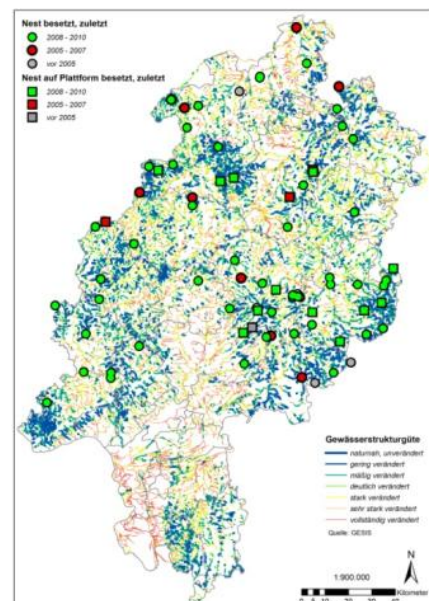 Nest besetzt, zuletzt
2008 - 2010
2005 - 2007
vor 2005
Nest auf Plattform besetzt, zuletzt
2008 - 2010
2005 - 2007
vor 2005
Gewässerstrukturgüte
naturnah, unverändert
gering verändert
mäßig verändert
deutlich verändert
stark verändert
sehr stark verändert
vollständig verändert
Quelle: GESIS
N
1:900.000
Kilometer